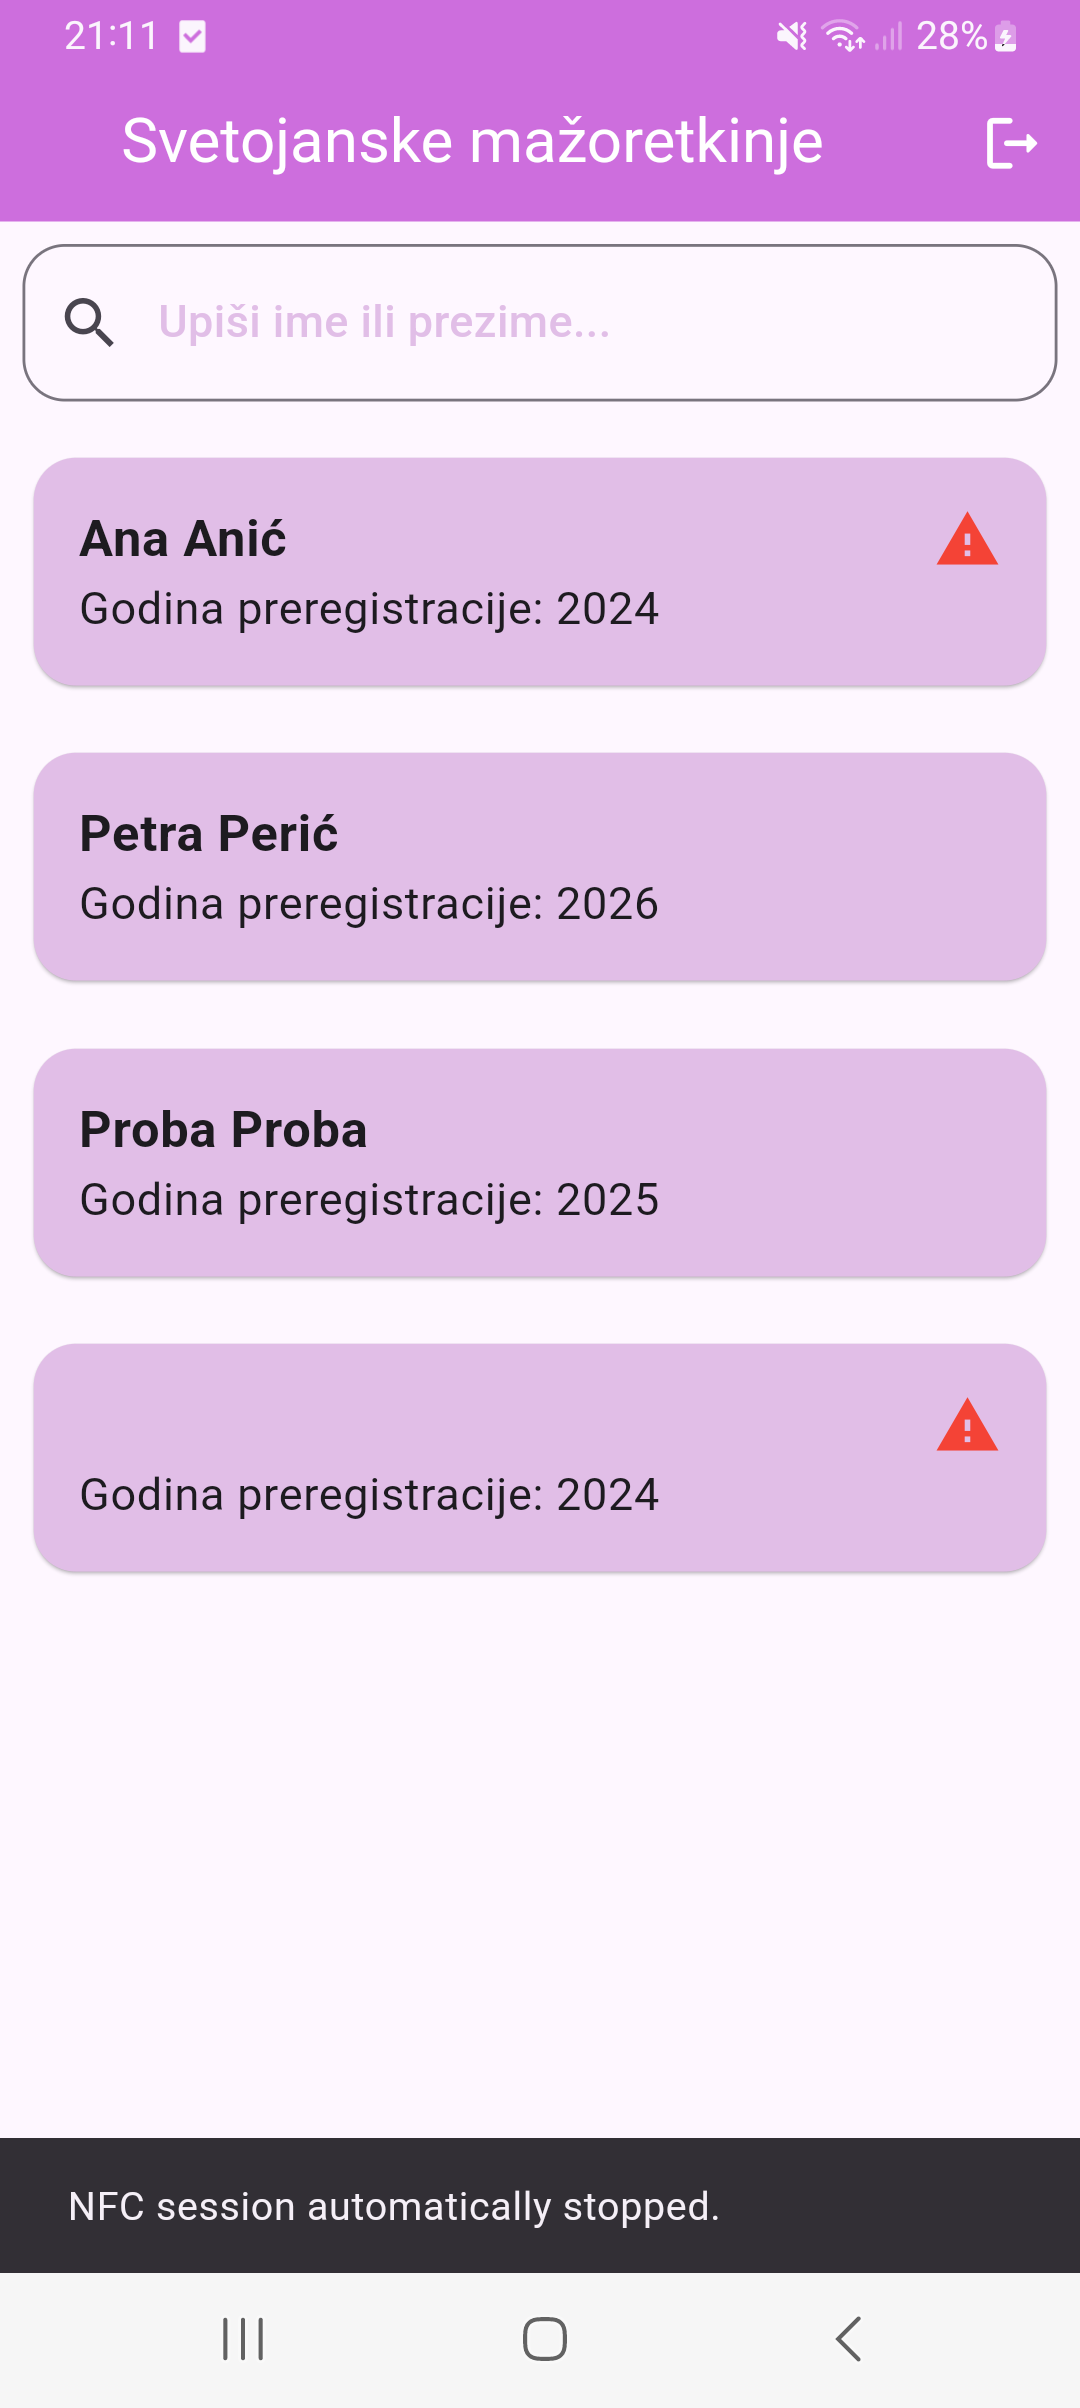 21:11
28%
Svetojanske mažoretkinje
Upiši ime ili prezime...
Ana Anić
Godina preregistracije: 2024
Petra Perić
Godina preregistracije: 2026
Proba Proba
Godina preregistracije: 2025
Godina preregistracije: 2024
NFC session automatically stopped.